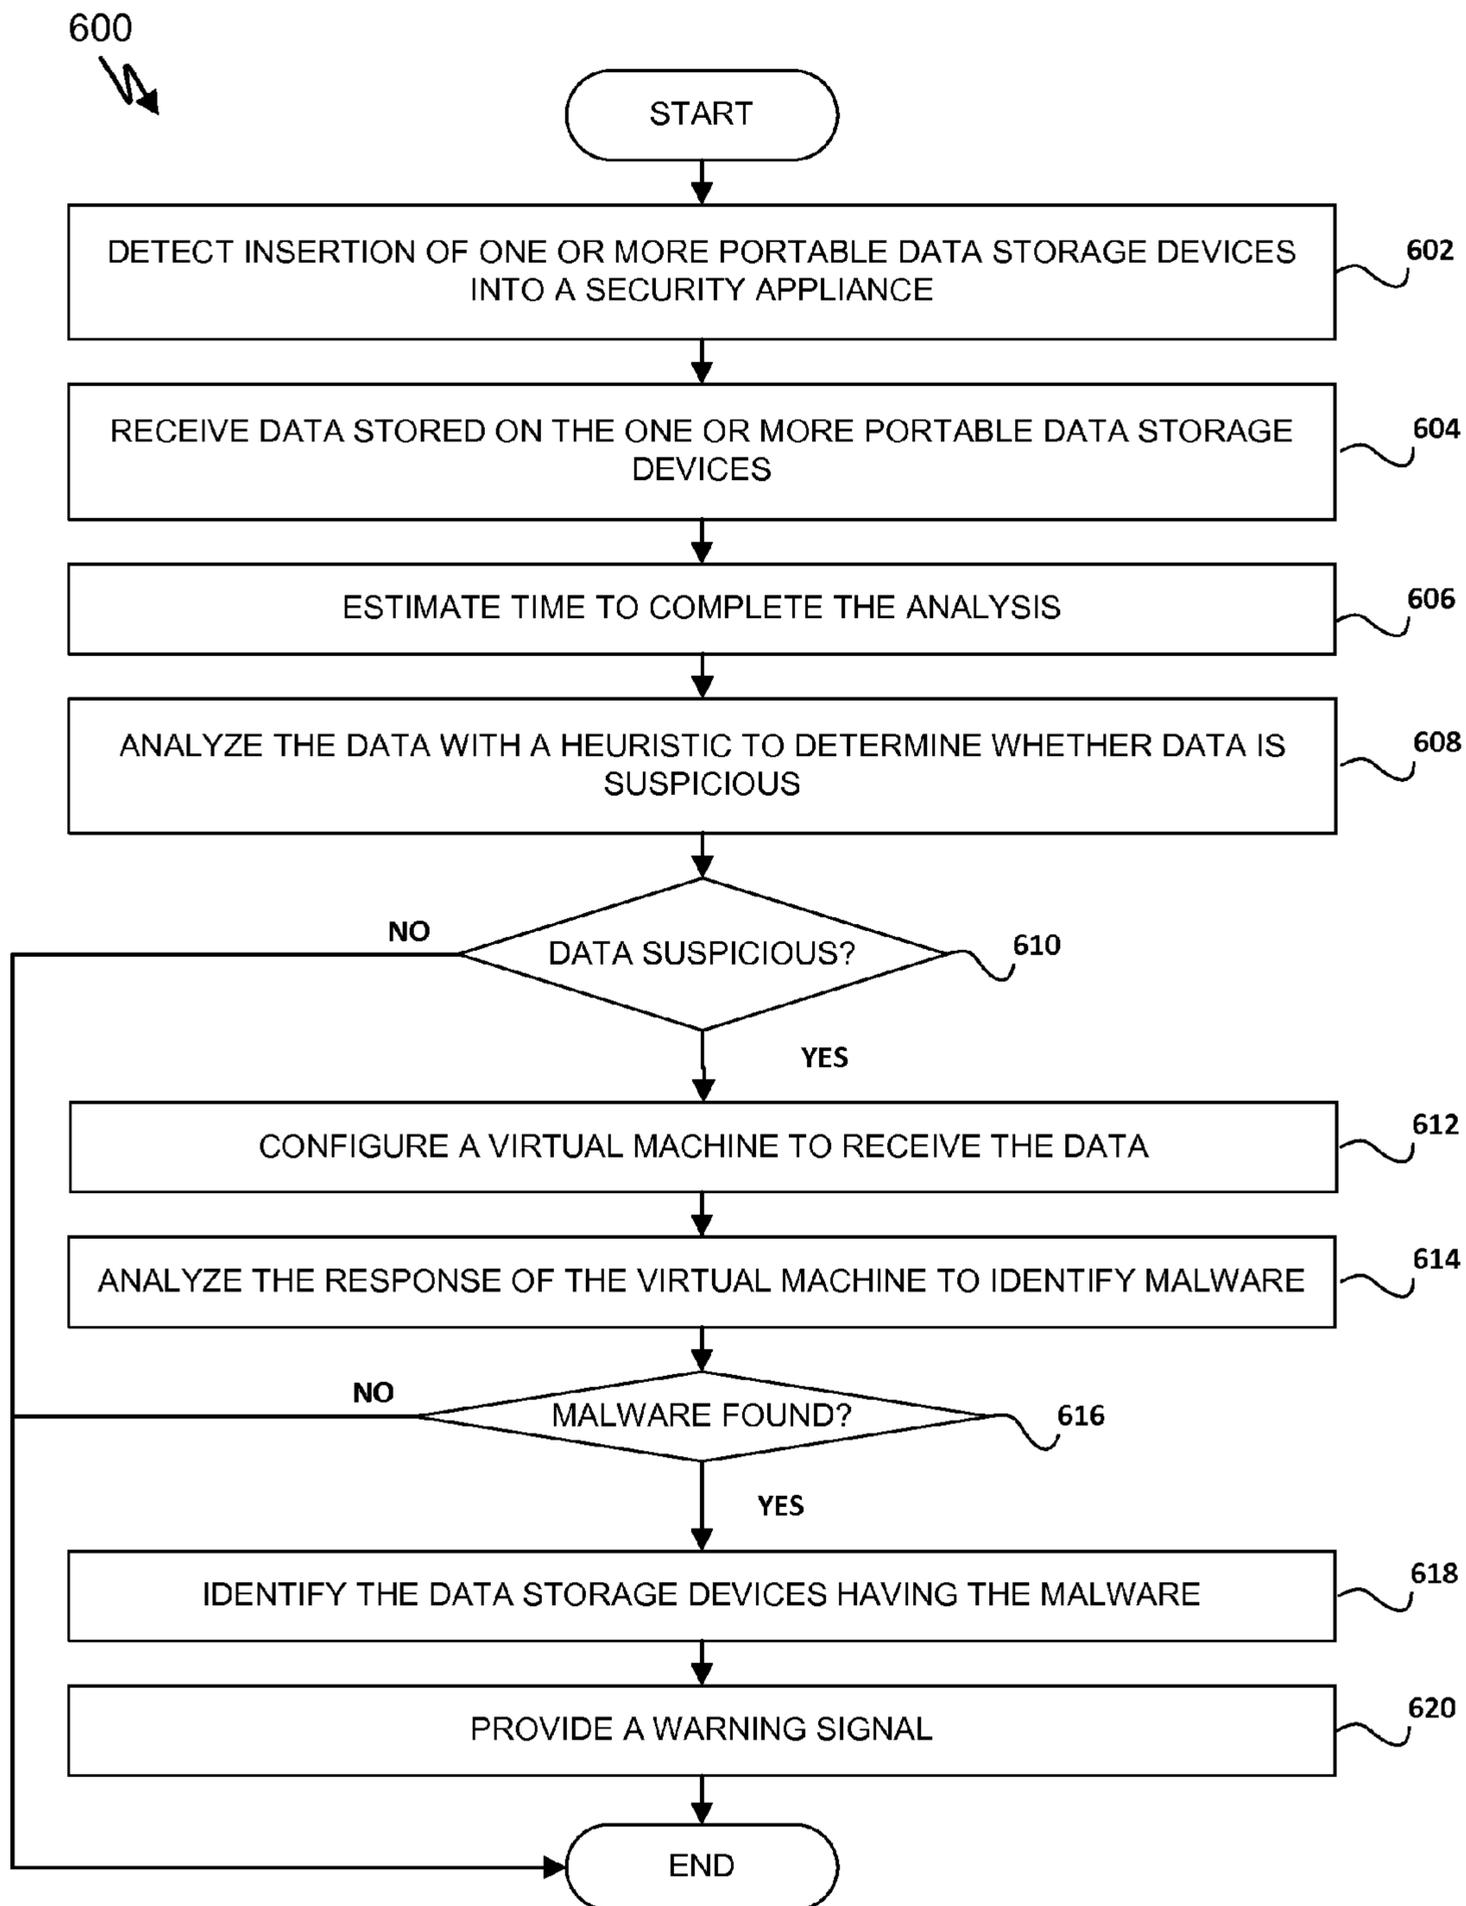 600
START
DETECT INSERTION OF ONE OR MORE PORTABLE DATA STORAGE DEVICES
INTO A SECURITY APPLIANCE
602
RECEIVE DATA STORED ON THE ONE OR MORE PORTABLE DATA STORAGE
DEVICES
604
ESTIMATE TIME TO COMPLETE THE ANALYSIS
606
ANALYZE THE DATA WITH A HEURISTIC TO DETERMINE WHETHER DATA IS
SUSPICIOUS
608
NO
DATA SUSPICIOUS?
610
YES
CONFIGURE A VIRTUAL MACHINE TO RECEIVE THE DATA
612
ANALYZE THE RESPONSE OF THE VIRTUAL MACHINE TO IDENTIFY MALWARE
614
NO
MALWARE FOUND?
616
YES
IDENTIFY THE DATA STORAGE DEVICES HAVING THE MALWARE
618
PROVIDE A WARNING SIGNAL
620
END